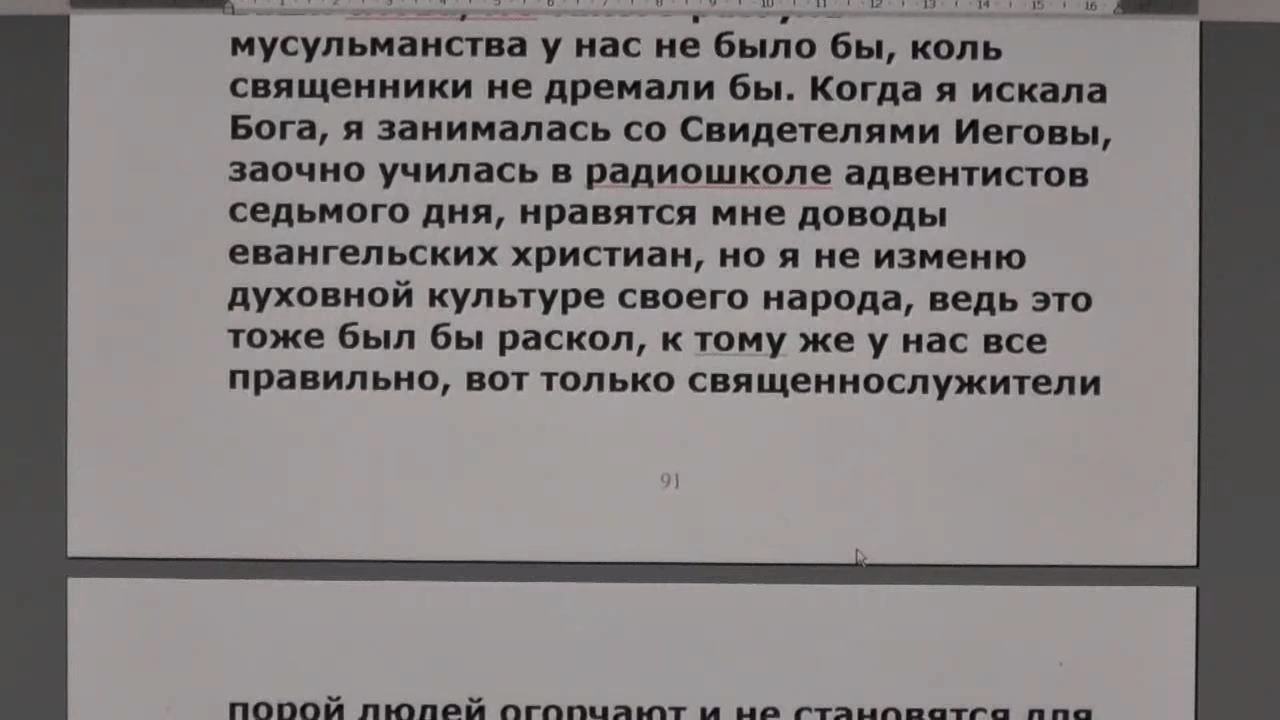 мусульманства у нас не было бы, коль
священники не дремали бы. Когда я искала
Бога, я занималась со Свидетелями Иеговы,
заочно училась в радиошколе адвентистов
седьмого дня, нравятся мне доводы
евангельских христиан, но я не изменю
духовной культуре своего народа, ведь это
тоже был бы раскол, к тому же у нас все
правильно, вот только священнослужители
91
порой людей огорчают и не становятся для